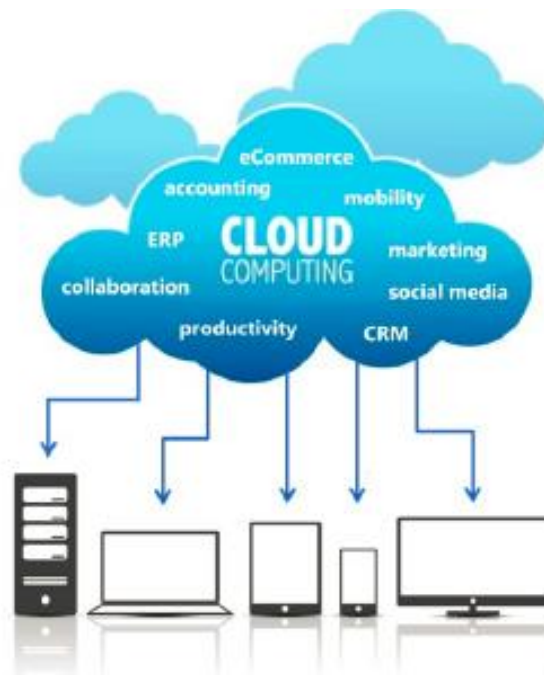 eCommerce
accounting
mobility
ERP
CLOUD
COMPUTING
marketing
collaboration
social media
productivity
CRM